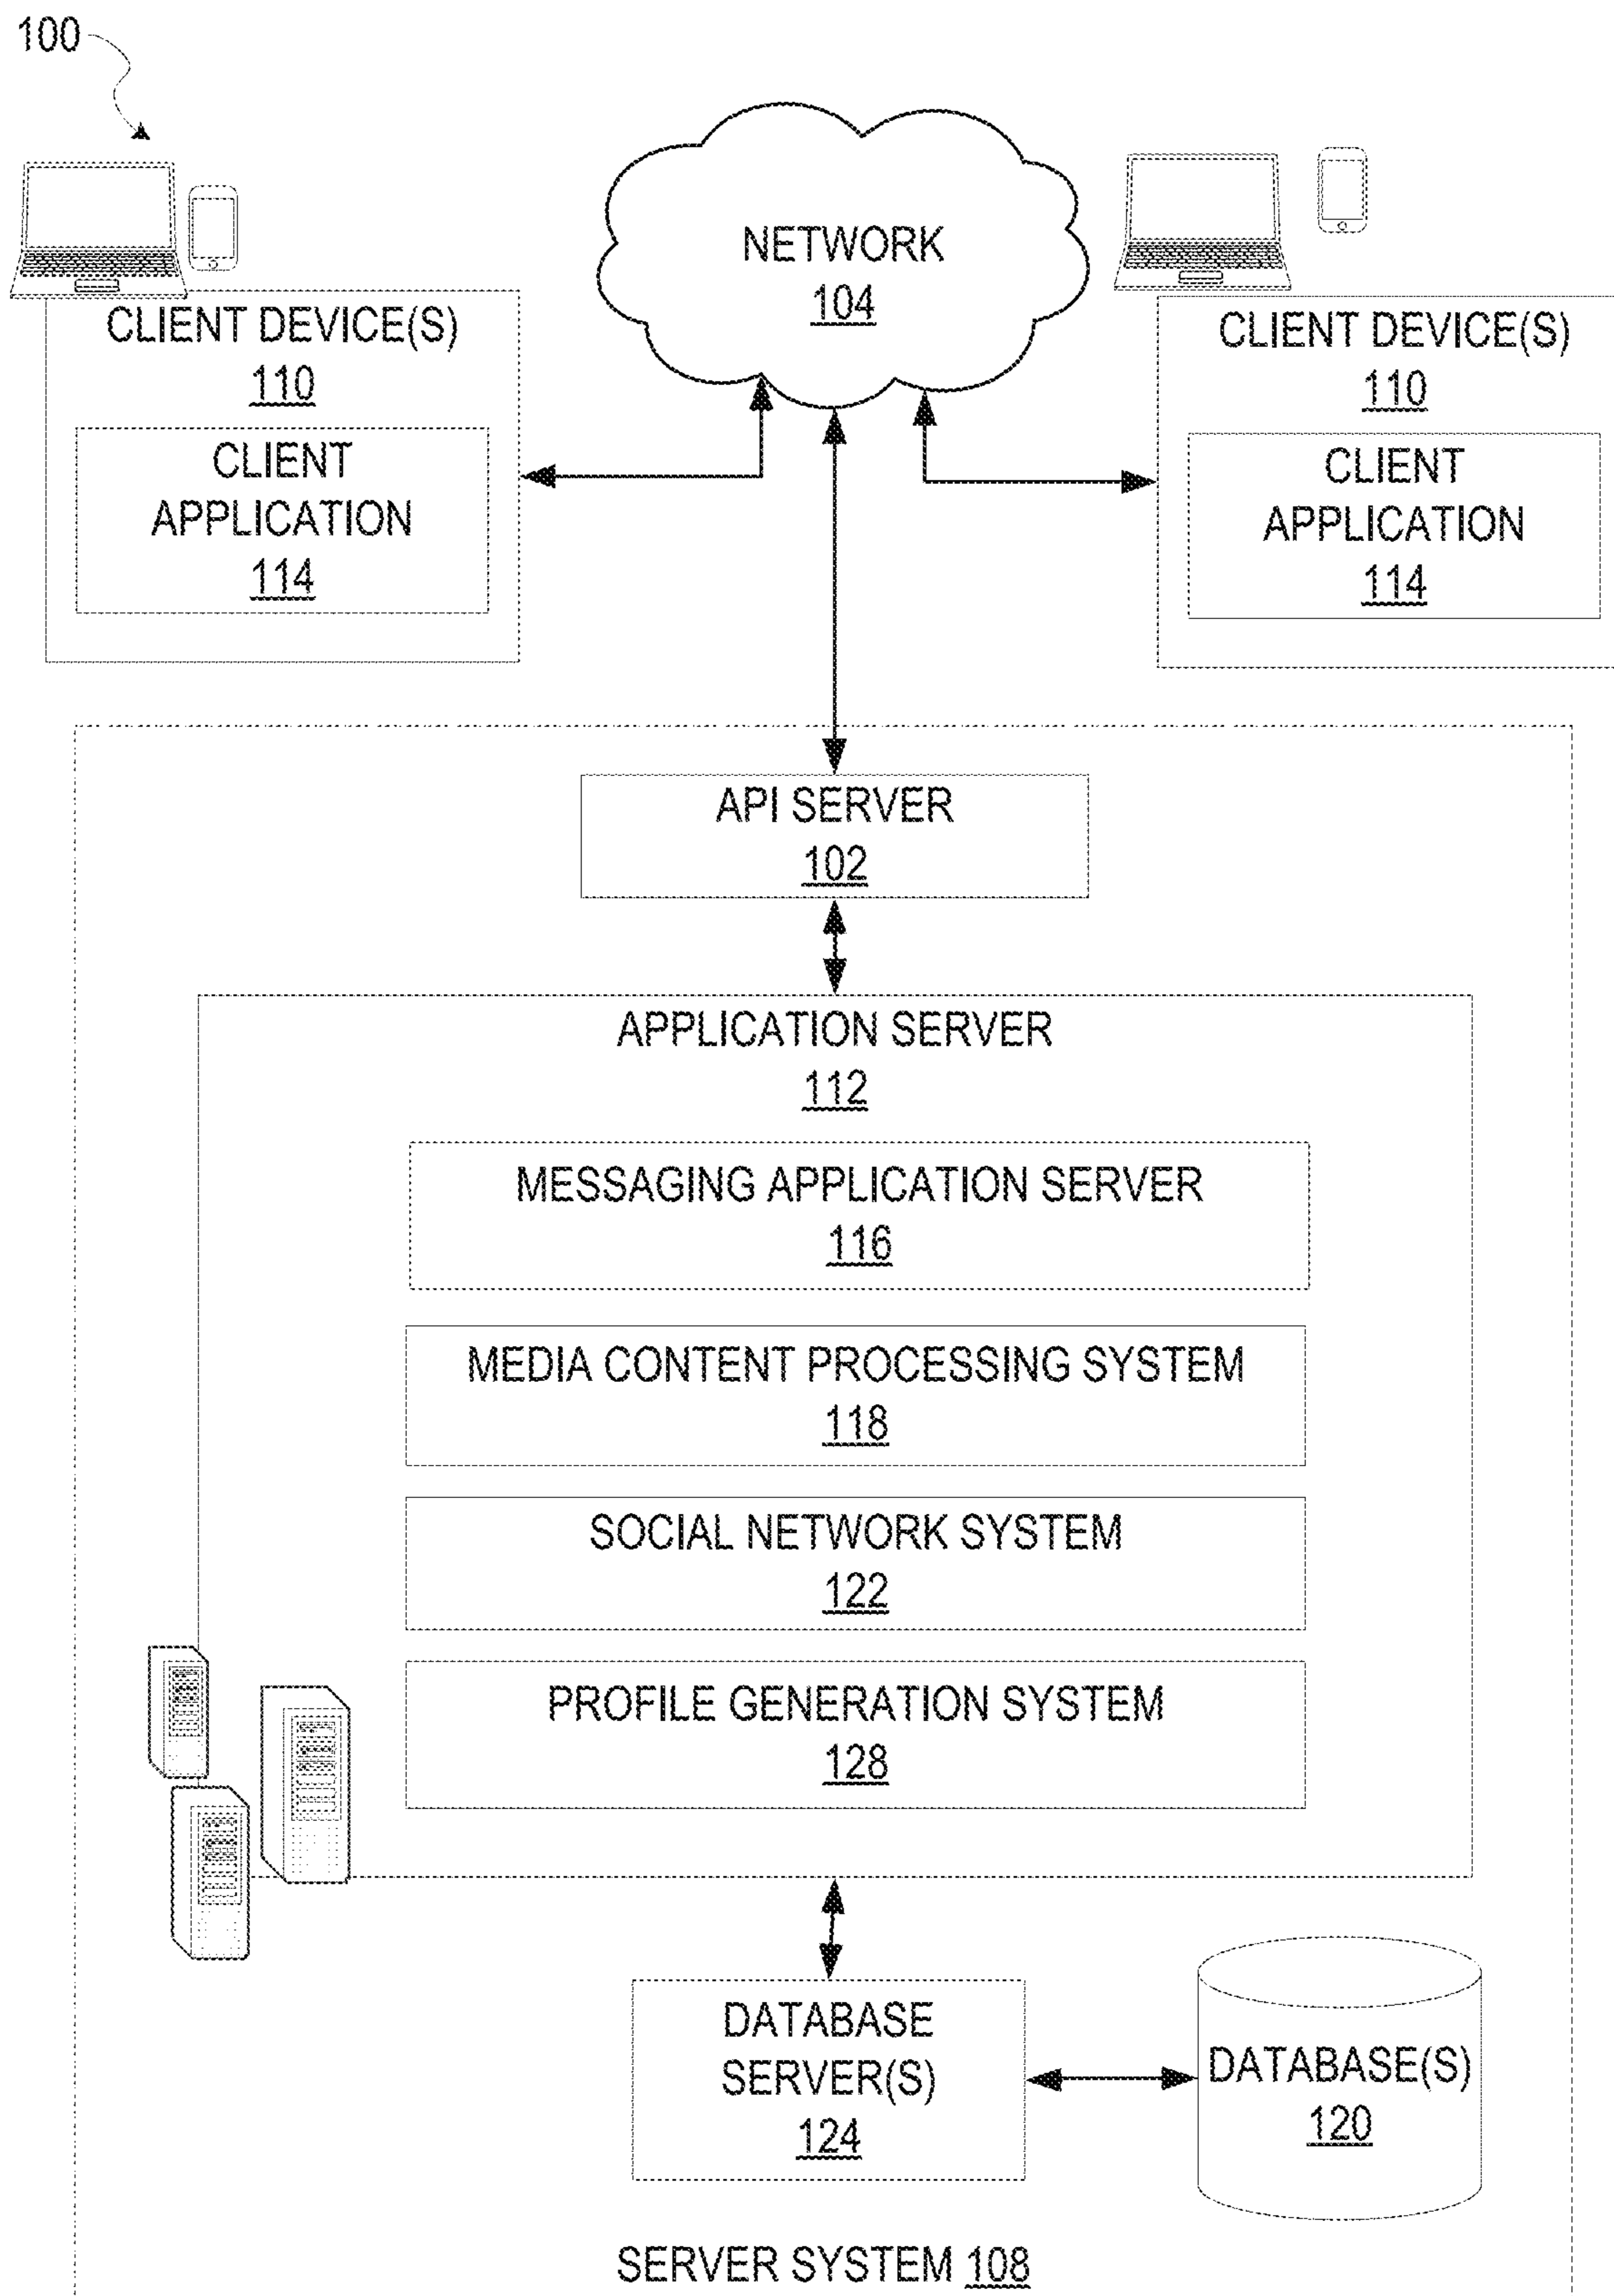 100
NETWORK
104
CLIENT DEVICE(S)
110
CLIENT
APPLICATION
114
CLIENT DEVICE(S)
110
CLIENT
APPLICATION
114
API SERVER
102
APPLICATION SERVER
112
MESSAGING APPLICATION SERVER
116
MEDIA CONTENT PROCESSING SYSTEM
118
SOCIAL NETWORK SYSTEM
122
PROFILE GENERATION SYSTEM
128
DATABASE
SERVER(S)
124
DATABASE(S)
120
SERVER SYSTEM 108